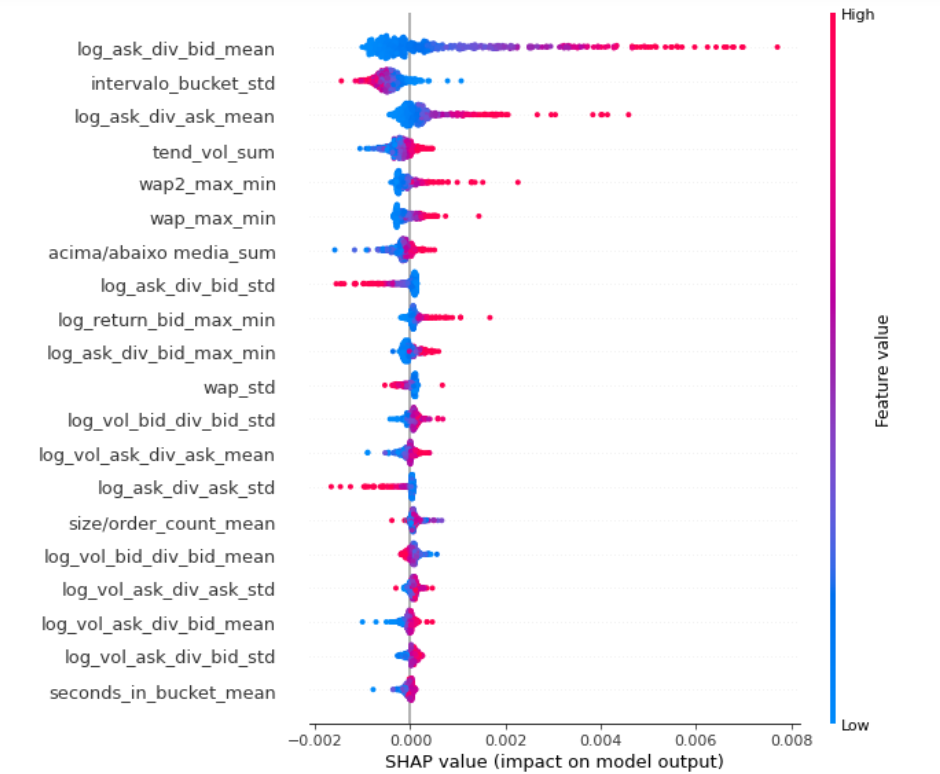 High
log_ask_div_bid_mean
intervalo_bucket_std
log_ask_div_ask_mean
tend_vol_sum
wap2_max_min
wap_max_min
acima/abaixo media_sum
log_ask_div_bid_std
log_return_bid_max_min
log_ask_div_bid_max_min
wap_std
log_vol_bid_div_bid_std
log_vol_ask_div_ask_mean
log_ask_div_ask_std
size/order_count_mean
log_vol_bid_div_bid_mean
log_vol_ask_div_ask_std
log_vol_ask_div_bid_mean
log_vol_ask_div_bid_std
seconds_in_bucket_mean
Feature value
Low
−0.002 0.000 0.002 0.004 0.006 0.008
SHAP value (impact on model output)